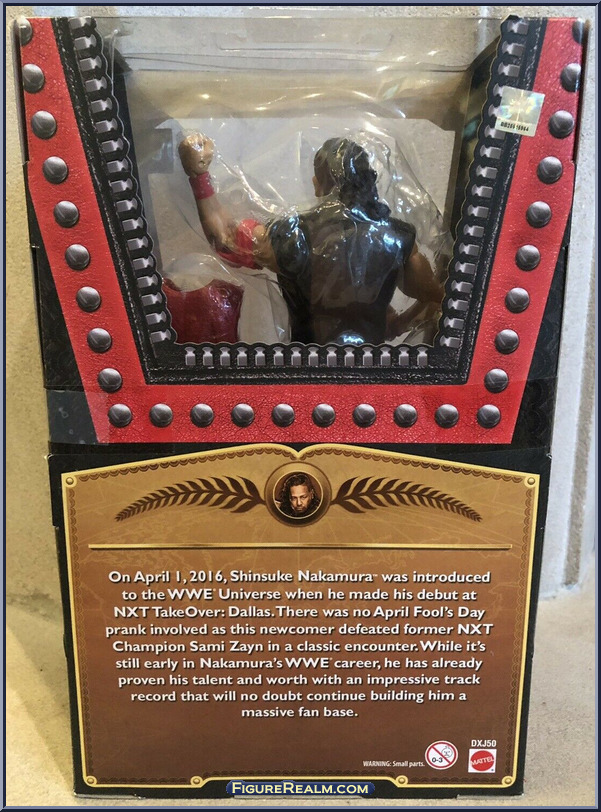 On April 1, 2016, Shinsuke Nakamura™ was introduced
to the WWE® Universe when he made his debut at
NXT TakeOver: Dallas. There was no April Fool's Day
prank involved as this newcomer defeated former NXT
Champion Sami Zayn in a classic encounter. While it's
still early in Nakamura's WWE® career, he has already
proven his talent and worth with an impressive track
record that will no doubt continue building him a
massive fan base.
WARNING: Small parts.
0-3
DXJ50
MATTEL
FIGUREREALM.COM